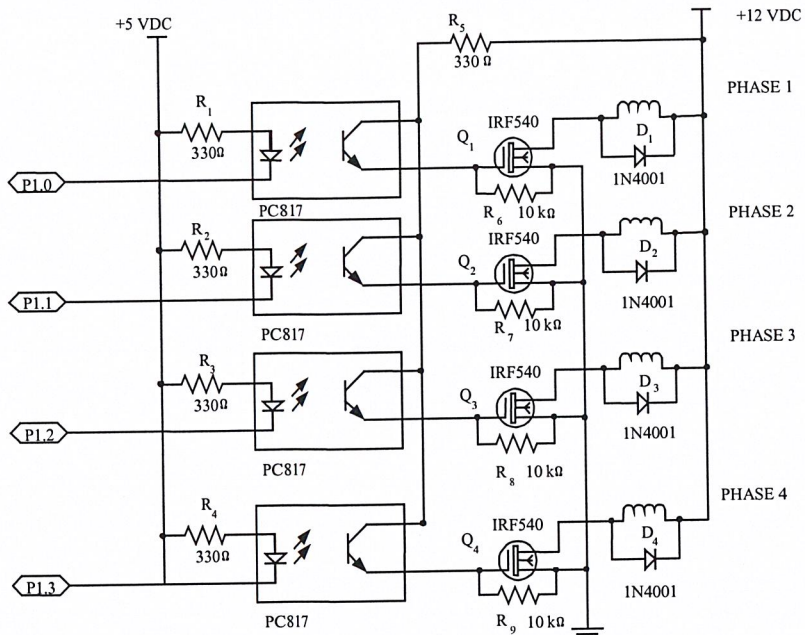 +5 VDC
R5
330 Ω
+12 VDC
PHASE 1
R1
330Ω
P1.0
PC817
Q1
IRF540
D1
1N4001
R6 10 kΩ
PHASE 2
R2
330Ω
P1.1
PC817
Q2
IRF540
D2
1N4001
R7 10 kΩ
PHASE 3
R3
330Ω
P1.2
PC817
Q3
IRF540
D3
1N4001
R8 10 kΩ
PHASE 4
R4
330Ω
P1.3
PC817
Q4
IRF540
D4
1N4001
R9 10 kΩ